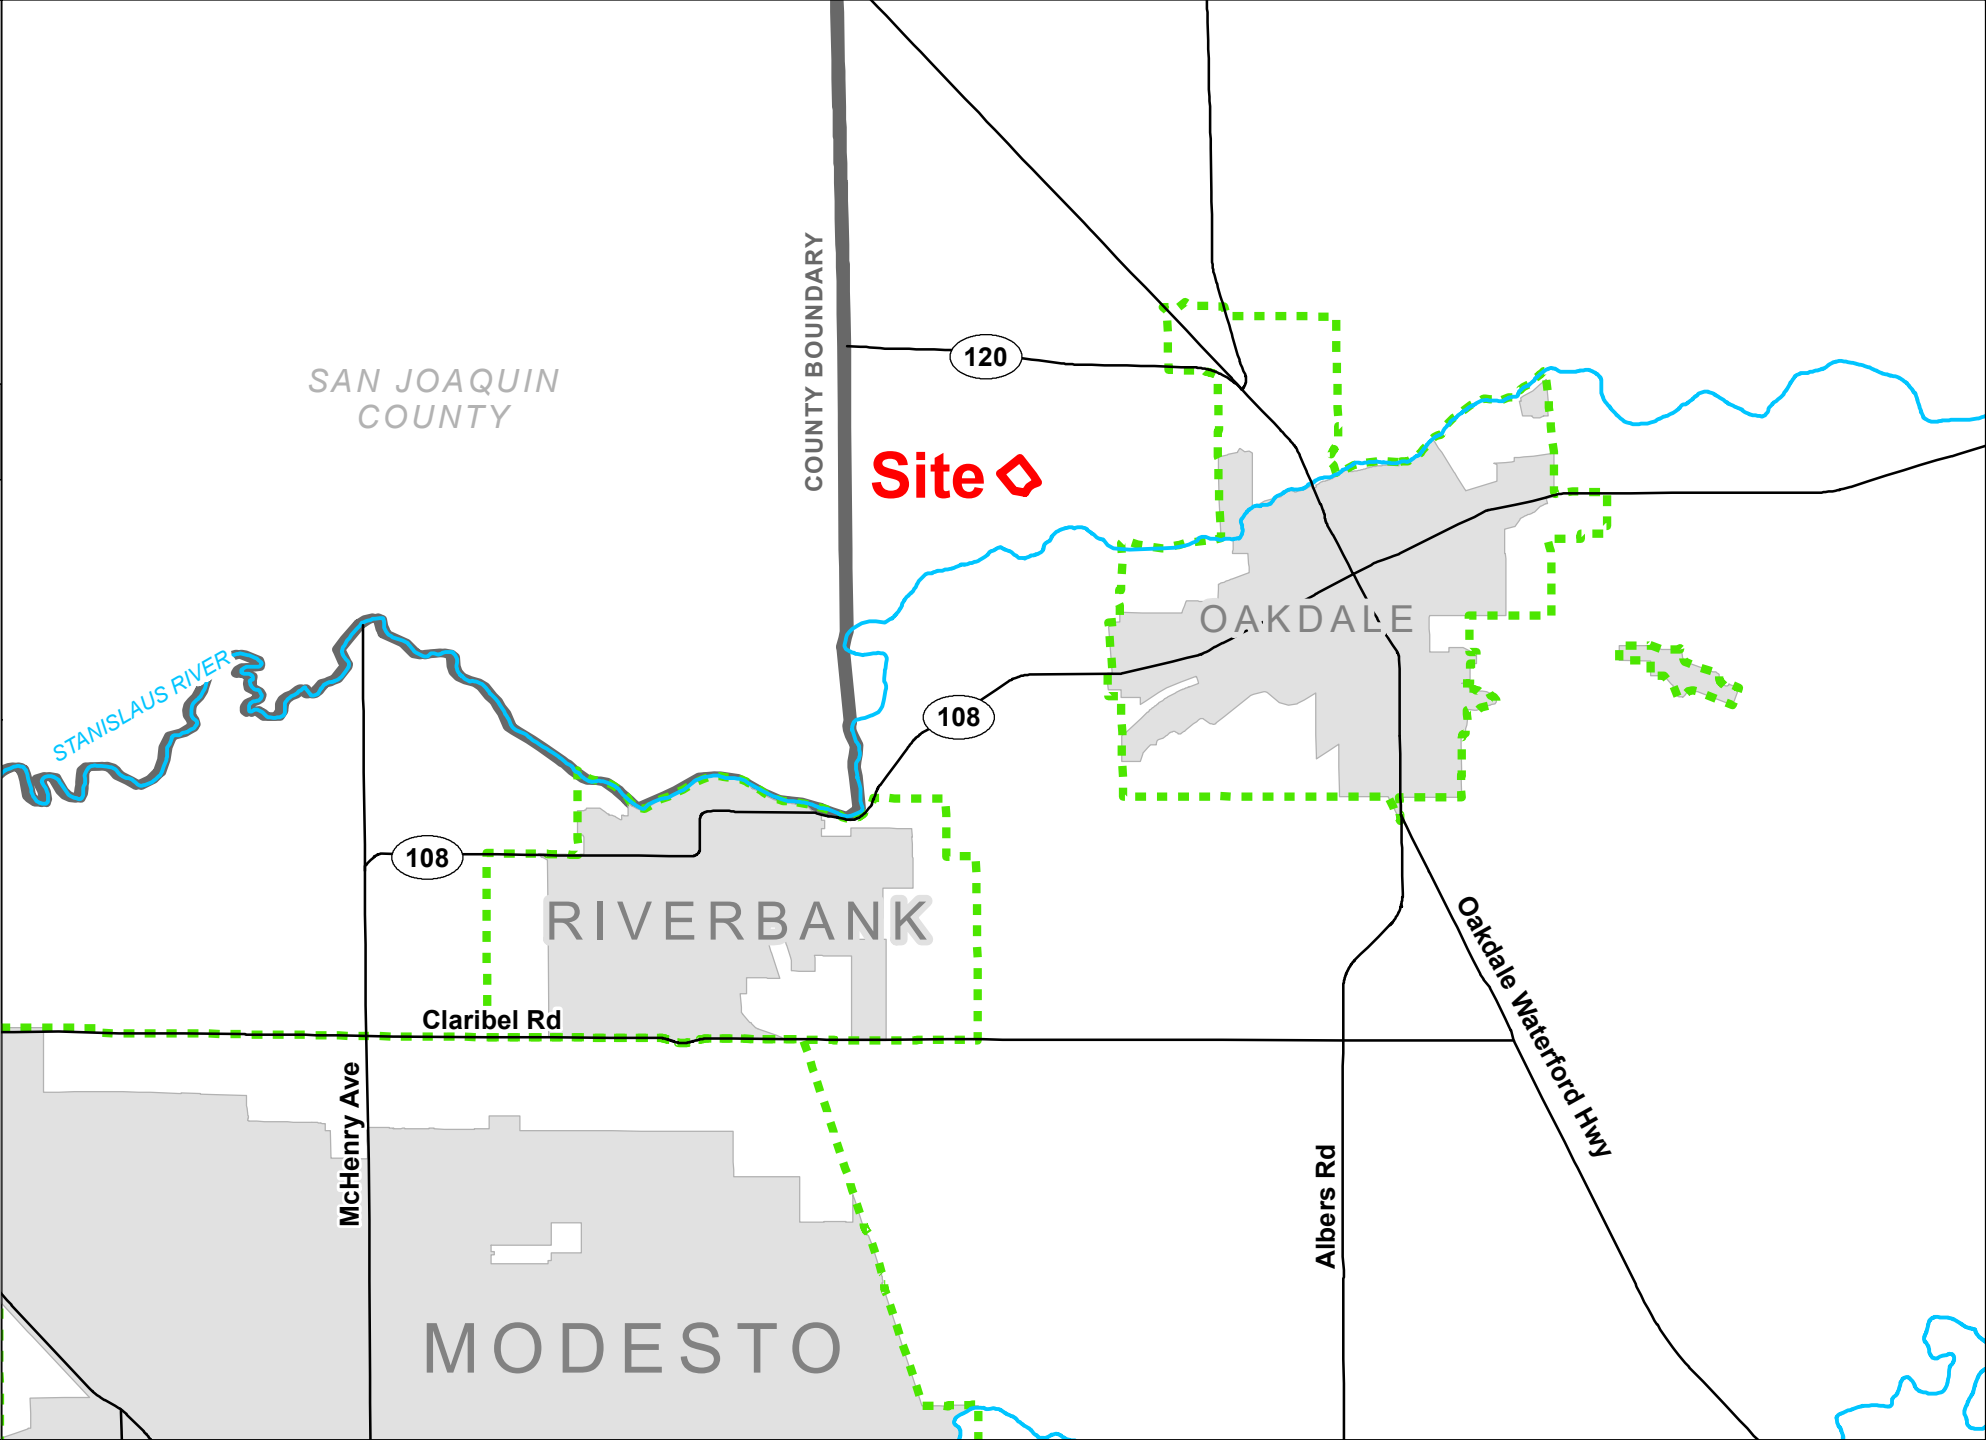 COUNTY BOUNDARY
120
SAN JOAQUIN
COUNTY
Site
OAKDALE
STANISLAUS RIVER
108
108
RIVERBANK
Claribel Rd
Oakdale Waterford Hwy
McHenry Ave
Albers Rd
MODESTO